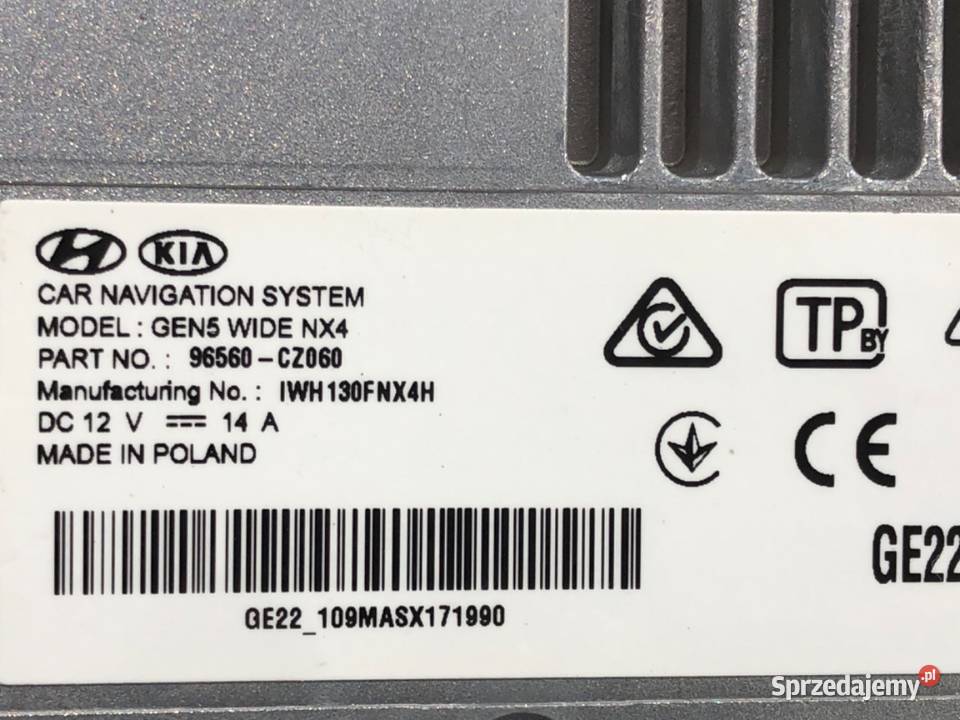 KIA
CAR NAVIGATION SYSTEM
MODEL : GEN5 WIDE NX4
PART NO. : 96560-CZ060
Manufacturing No. : IWH130FNX4H
DC 12 V 14 A
MADE IN POLAND
TP BY
CE
GE22
GE22_109MASX171990
Sprzedajemy.pl